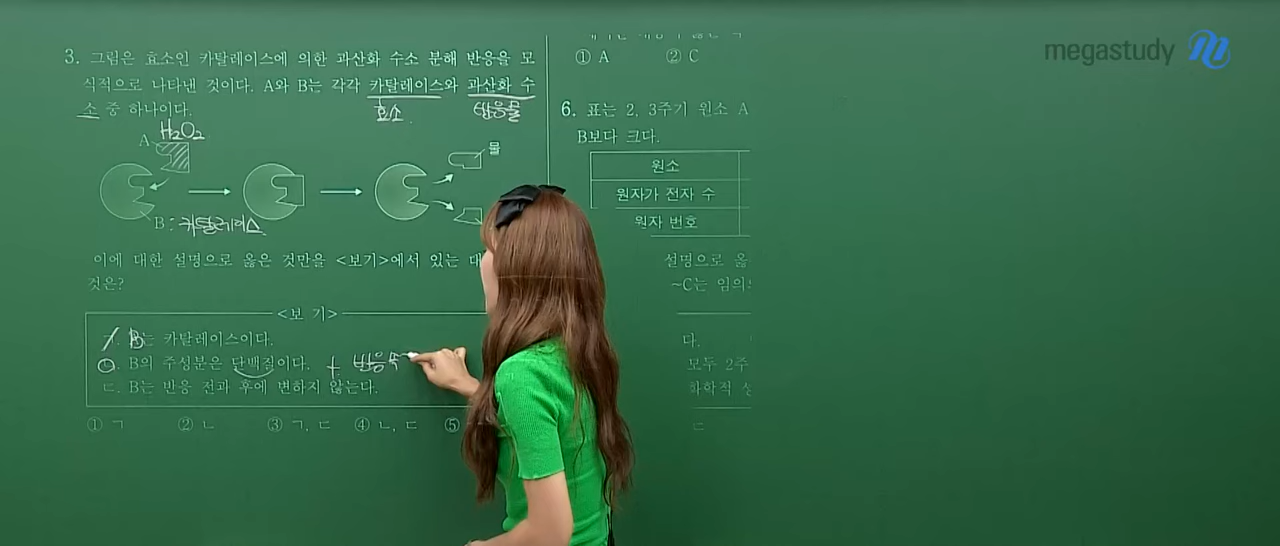 3. 그림은 효소인 카탈레이스에 의한 과산화 수소 분해 반응을 모
식적으로 나타낸 것이다. A와 B는 각각 카탈레이스와 과산화 수
소 중 하나이다.
효소
반응물
H₂O₂
A
물
B : 카탈레이스
이에 대한 설명으로 옳은 것만을 <보기>에서 있는 대
것은?
<보 기>
B는 카탈레이스이다.
B의 주성분은 단백질이다. + 반응속
ㄷ. B는 반응 전과 후에 변하지 않는다.
① ㄱ ② ㄴ ③ ㄱ, ㄷ ④ ㄴ, ㄷ ⑤
① A ② C
6. 표는 2, 3주기 원소 A
B보다 크다.
원소
원자가 전자 수
원자 번호
설명으로 옳
~C는 임의
다.
모두 2주
화학적 성
ㄷ
megastudy